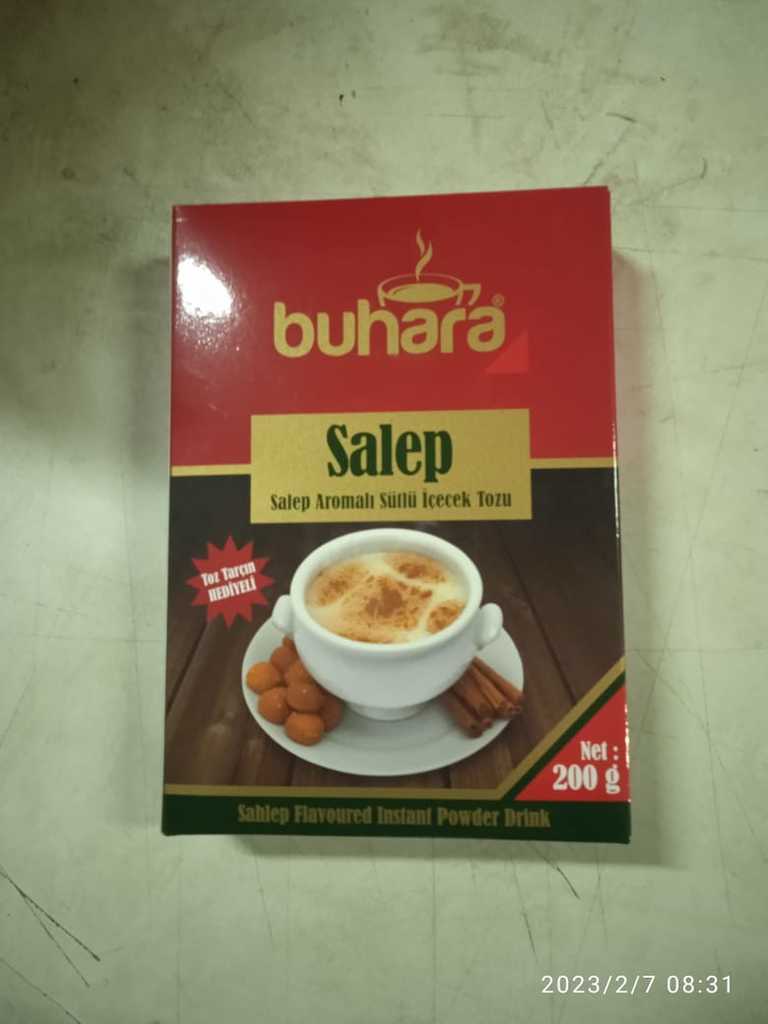 buhara®
Salep
Salep Aromalı Sütlü İçecek Tozu
Toz Tarçın
HEDİYELİ
Net :
200 g
Sahlep Flavoured Instant Powder Drink
2023/2/7 08:31